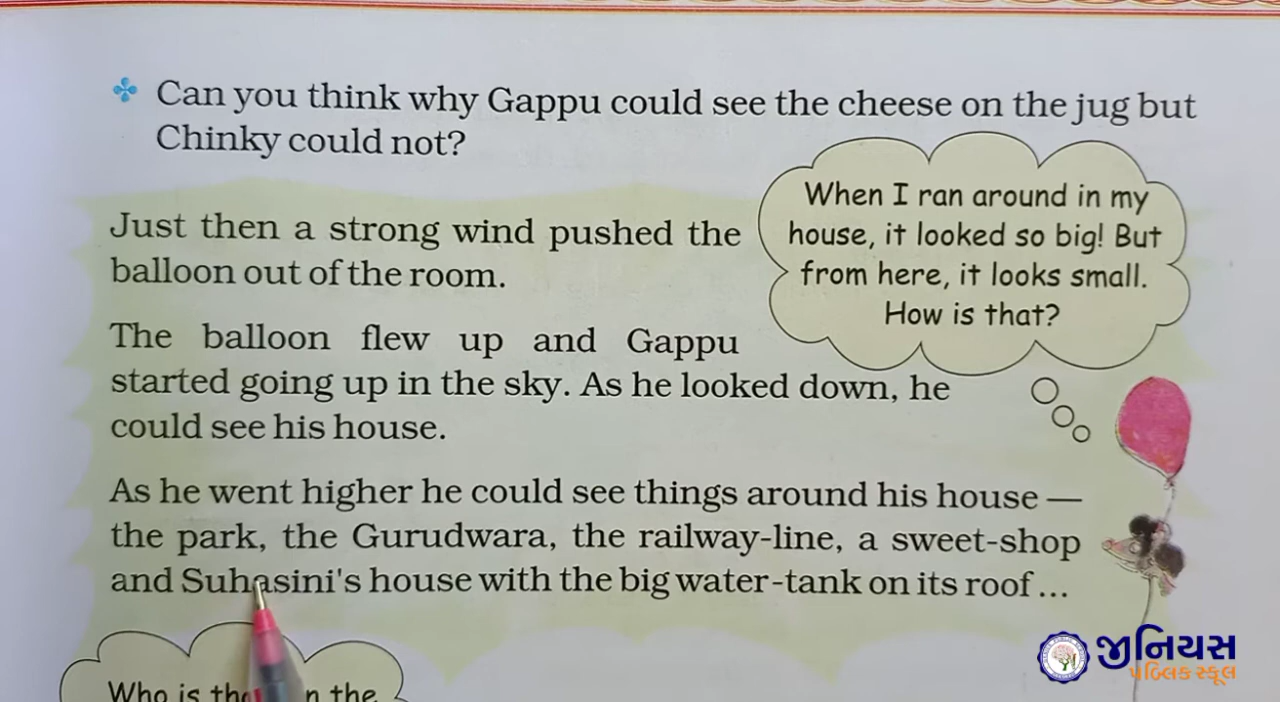 Can you think why Gappu could see the cheese on the jug but
Chinky could not?
When I ran around in my
house, it looked so big! But
from here, it looks small.
How is that?
Just then a strong wind pushed the
balloon out of the room.
The balloon flew up and Gappu
started going up in the sky. As he looked down, he
could see his house.
As he went higher he could see things around his house —
the park, the Gurudwara, the railway-line, a sweet-shop
and Suhasini's house with the big water-tank on its roof ...
Who is the
જીનિયસ
પબ્લિક સ્કૂલ